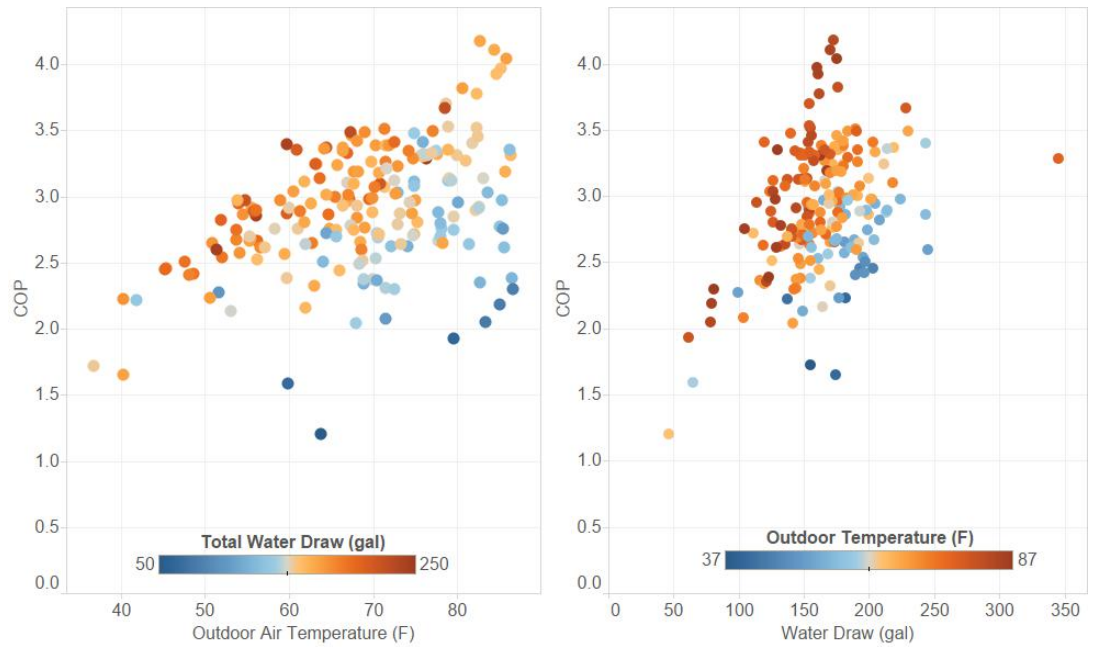 4.0
3.5
3.0
2.5
2.0
1.5
1.0
0.5
0.0
COP
Total Water Draw (gal)
50 250
40 50 60 70 80
Outdoor Air Temperature (F)
4.0
3.5
3.0
2.5
2.0
1.5
1.0
0.5
0.0
COP
Outdoor Temperature (F)
37 87
0 50 100 150 200 250 300 350
Water Draw (gal)